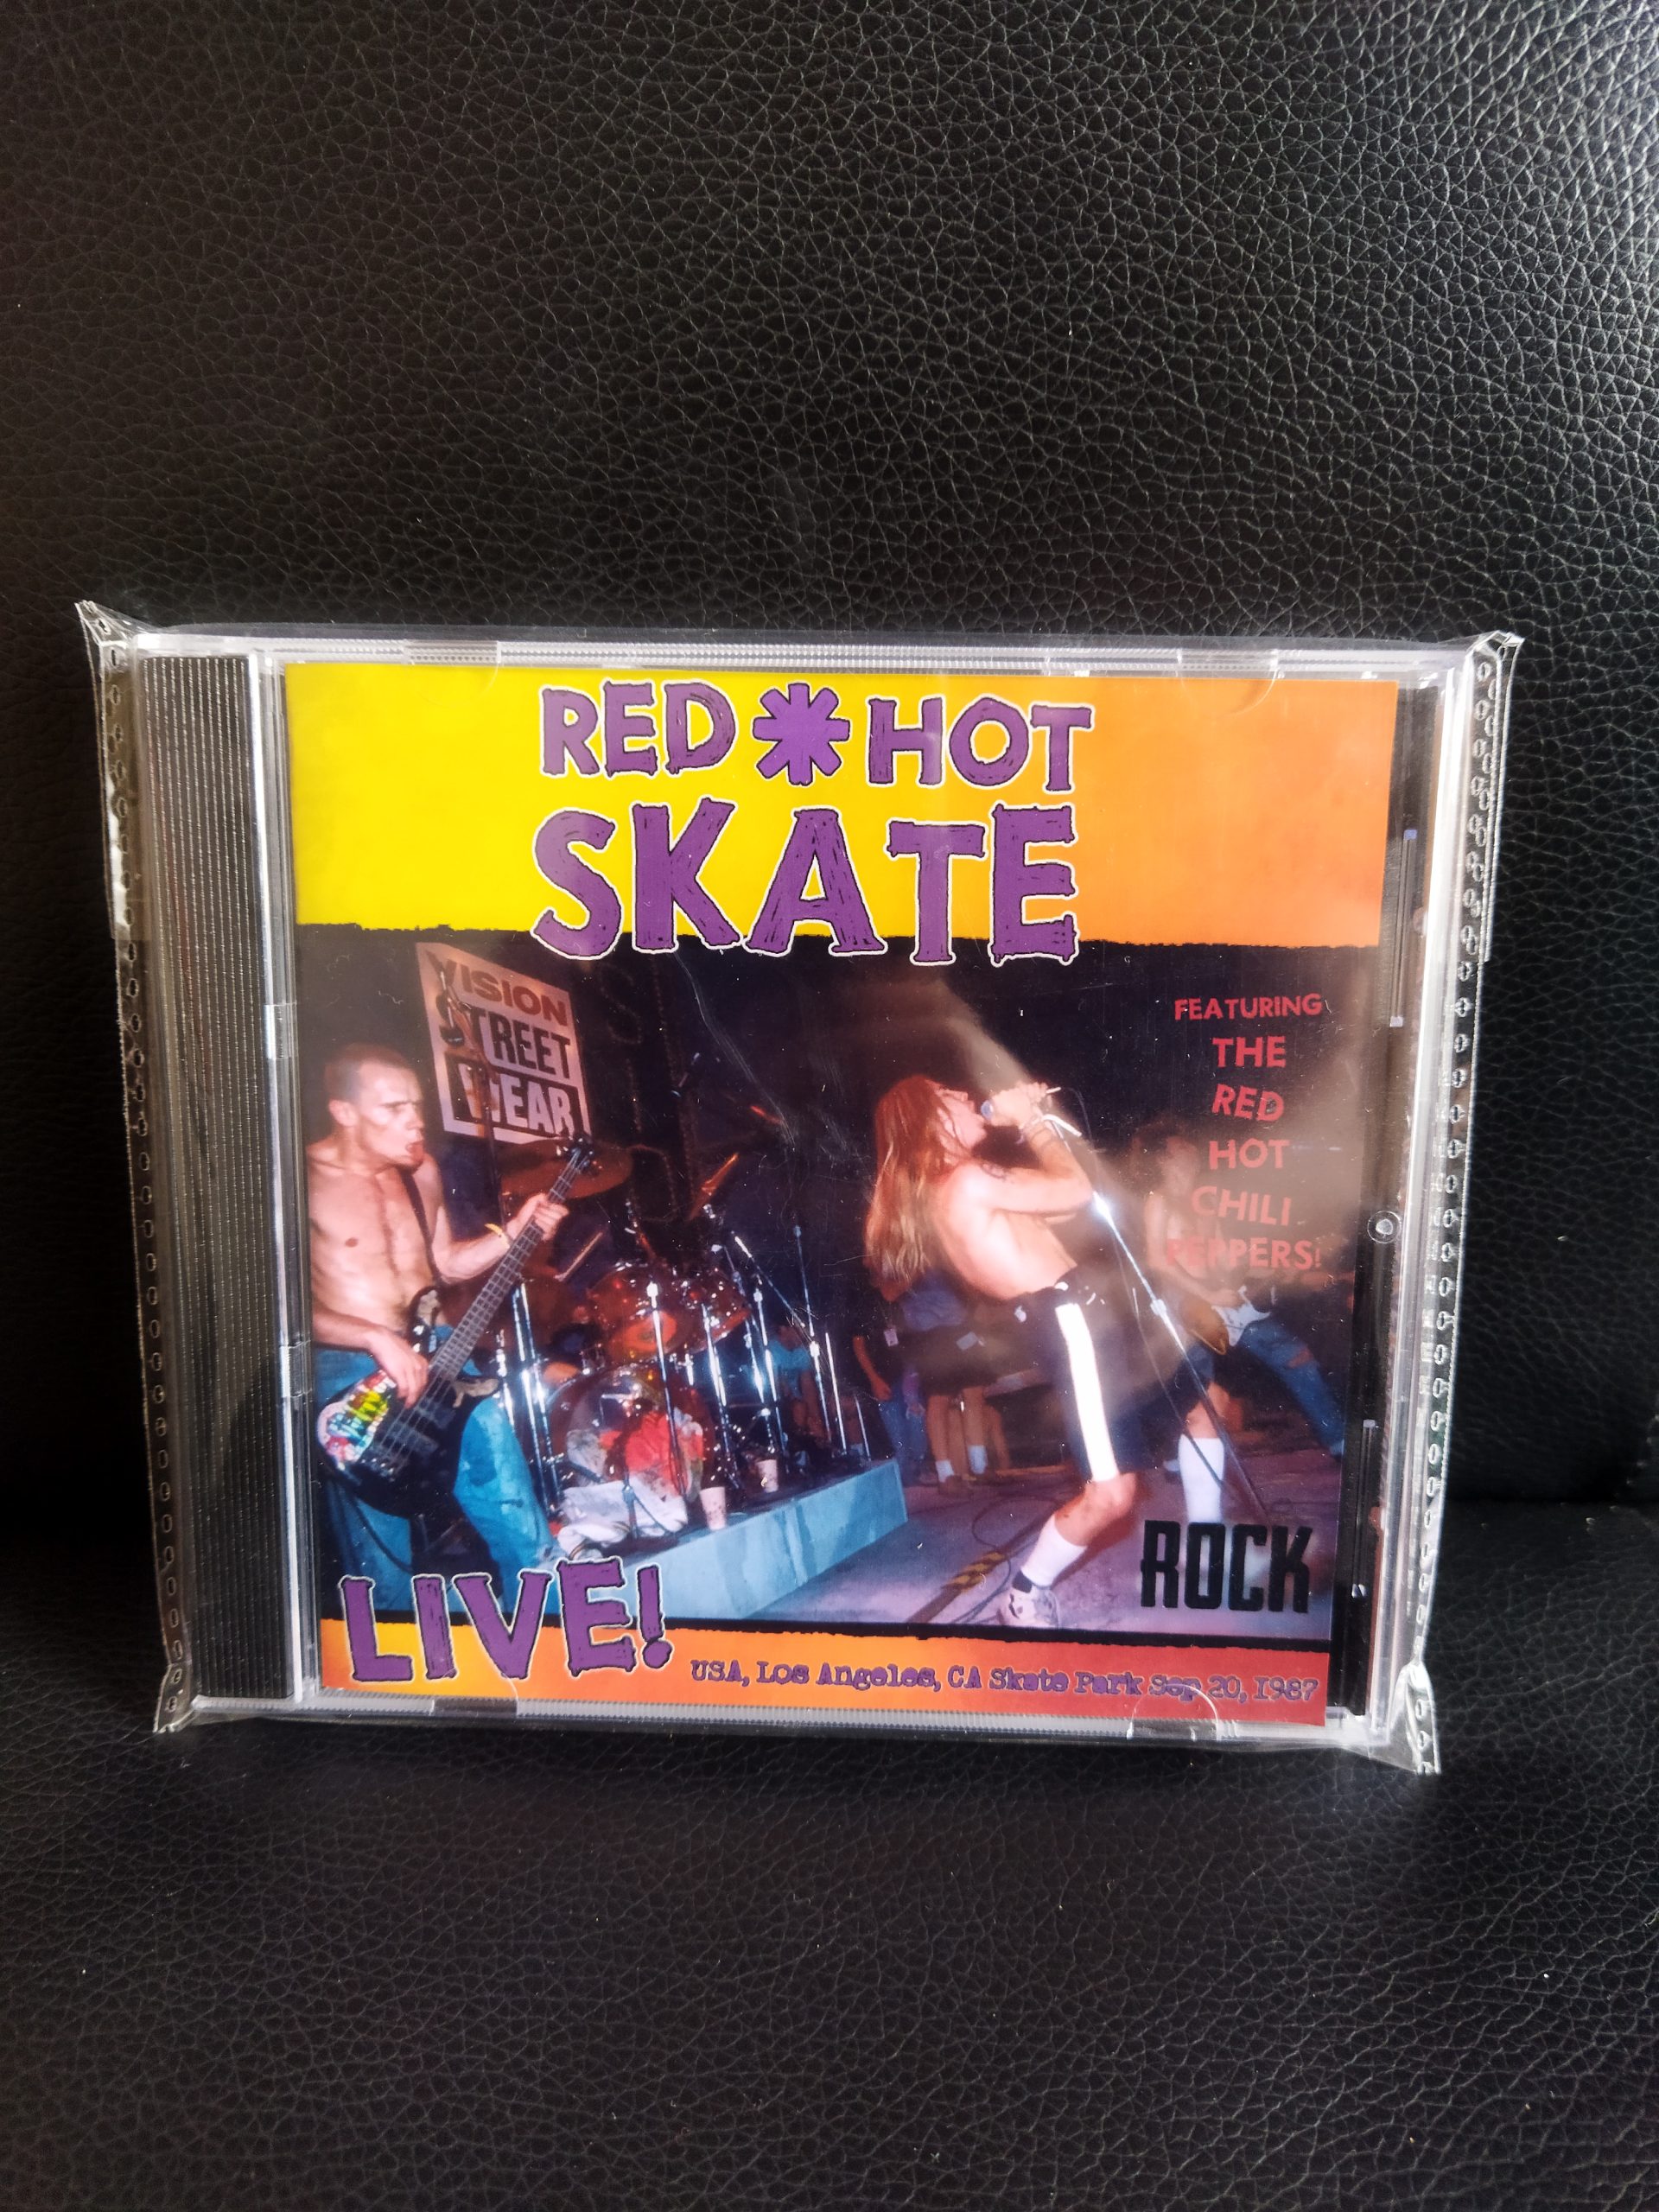 RED HOT
SKATE
VISION
STREET
WEAR
FEATURING
THE
RED
HOT
CHILI
PEPPERS!
ROCK
LIVE!
USA, Los Angeles, CA Skate Park Sep 20, 1987